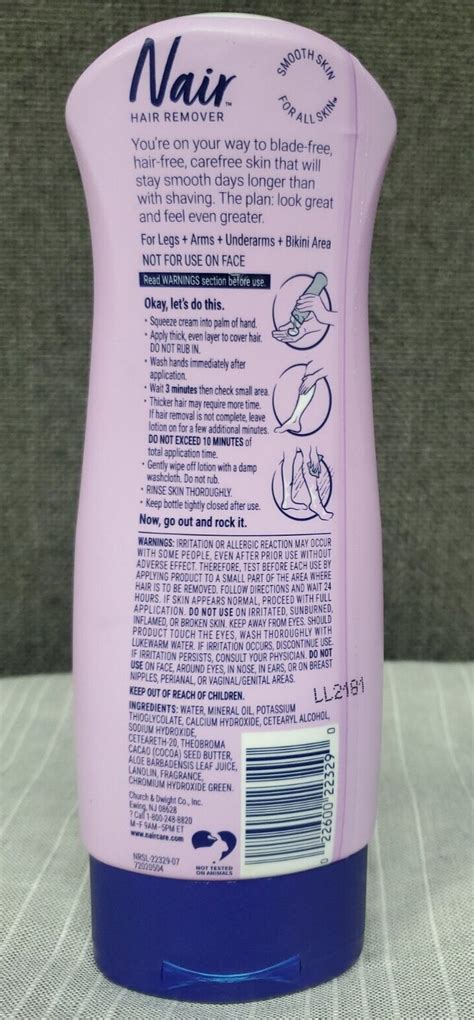 Nair™
HAIR REMOVER
SMOOTH SKIN
FOR ALL SKIN
You're on your way to blade-free,
hair-free, carefree skin that will
stay smooth days longer than
with shaving. The plan: look great
and feel even greater.
For Legs + Arms + Underarms + Bikini Area
NOT FOR USE ON FACE
Read WARNINGS section before use.
Okay, let's do this.
• Squeeze cream into palm of hand.
• Apply thick, even layer to cover hair.
DO NOT RUB IN.
• Wash hands immediately after
application.
• Wait 3 minutes then check small area.
• Thicker hair may require more time.
If hair removal is not complete, leave
lotion on for a few additional minutes.
DO NOT EXCEED 10 MINUTES of
total application time.
• Gently wipe off lotion with a damp
washcloth. Do not rub.
• RINSE SKIN THOROUGHLY.
• Keep bottle tightly closed after use.
Now, go out and rock it.
WARNINGS: IRRITATION OR ALLERGIC REACTION MAY OCCUR
WITH SOME PEOPLE, EVEN AFTER PRIOR USE WITHOUT
ADVERSE EFFECT. THEREFORE, TEST BEFORE EACH USE BY
APPLYING PRODUCT TO A SMALL PART OF THE AREA WHERE
HAIR IS TO BE REMOVED. FOLLOW DIRECTIONS AND WAIT 24
HOURS. IF SKIN APPEARS NORMAL, PROCEED WITH FULL
APPLICATION. DO NOT USE ON IRRITATED, SUNBURNED,
INFLAMED, OR BROKEN SKIN. KEEP AWAY FROM EYES. SHOULD
PRODUCT TOUCH THE EYES, WASH THOROUGHLY WITH
LUKEWARM WATER. IF IRRITATION OCCURS, DISCONTINUE USE.
IF IRRITATION PERSISTS, CONSULT YOUR PHYSICIAN. DO NOT
USE ON FACE, AROUND EYES, IN NOSE, IN EARS, OR ON BREAST
NIPPLES, PERIANAL, OR VAGINAL/GENITAL AREAS.
KEEP OUT OF REACH OF CHILDREN.
LL2181
INGREDIENTS: WATER, MINERAL OIL, POTASSIUM
THIOGLYCOLATE, CALCIUM HYDROXIDE, CETEARYL ALCOHOL,
SODIUM HYDROXIDE,
CETEARETH-20, THEOBROMA
CACAO (COCOA) SEED BUTTER,
ALOE BARBADENSIS LEAF JUICE,
LANOLIN, FRAGRANCE,
CHROMIUM HYDROXIDE GREEN.
Church & Dwight Co., Inc.
Ewing, NJ 08628
? Call 1-800-248-8820
M-F 9AM-5PM ET
www.naircare.com
NRSL-22329-07
72020504
NOT TESTED
ON ANIMALS
0 22600 22329 0